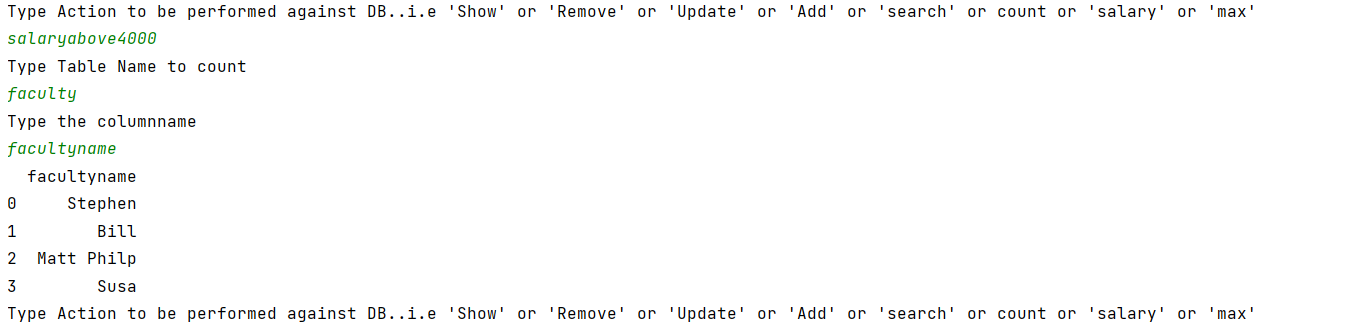 Type Action to be performed against DB..i.e 'Show' or 'Remove' or 'Update' or 'Add' or 'search' or count or 'salary' or 'max'
salaryabove4000
Type Table Name to count
faculty
Type the columnname
facultyname
  facultyname
0     Stephen
1        Bill
2  Matt Philp
3        Susa
Type Action to be performed against DB..i.e 'Show' or 'Remove' or 'Update' or 'Add' or 'search' or count or 'salary' or 'max'